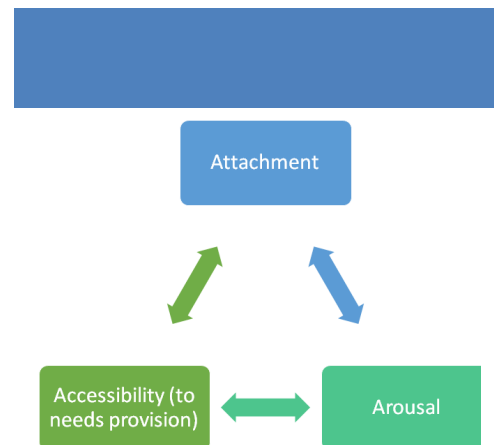 Attachment
Accessibility (to
needs provision)
Arousal